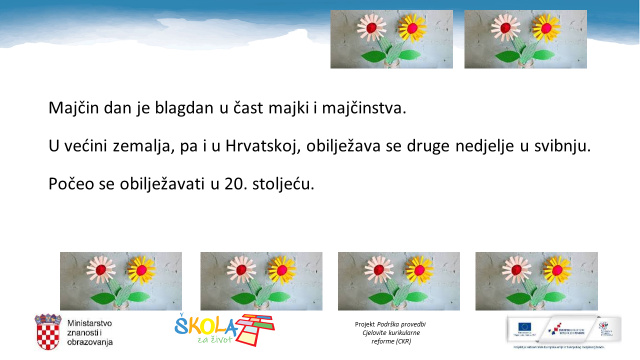 Majčin dan je blagdan u čast majki i majčinstva.
U većini zemalja, pa i u Hrvatskoj, obilježava se druge nedjelje u svibnju.
Počeo se obilježavati u 20. stoljeću.
Ministarstvo
znanosti i
obrazovanja
ŠKOLA
za život
Projekt Podrška provedbi
Cjelovite kurikularne
reforme (CKR)